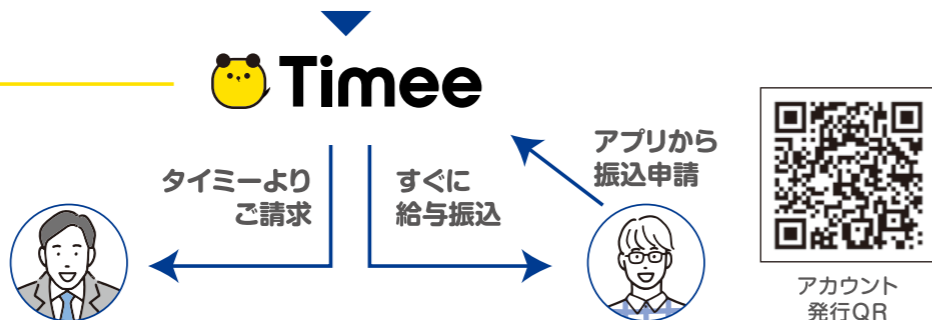 Timee
アプリから
振込申請
タイミーより
ご請求
すぐに
給与振込
アカウント
発行QR